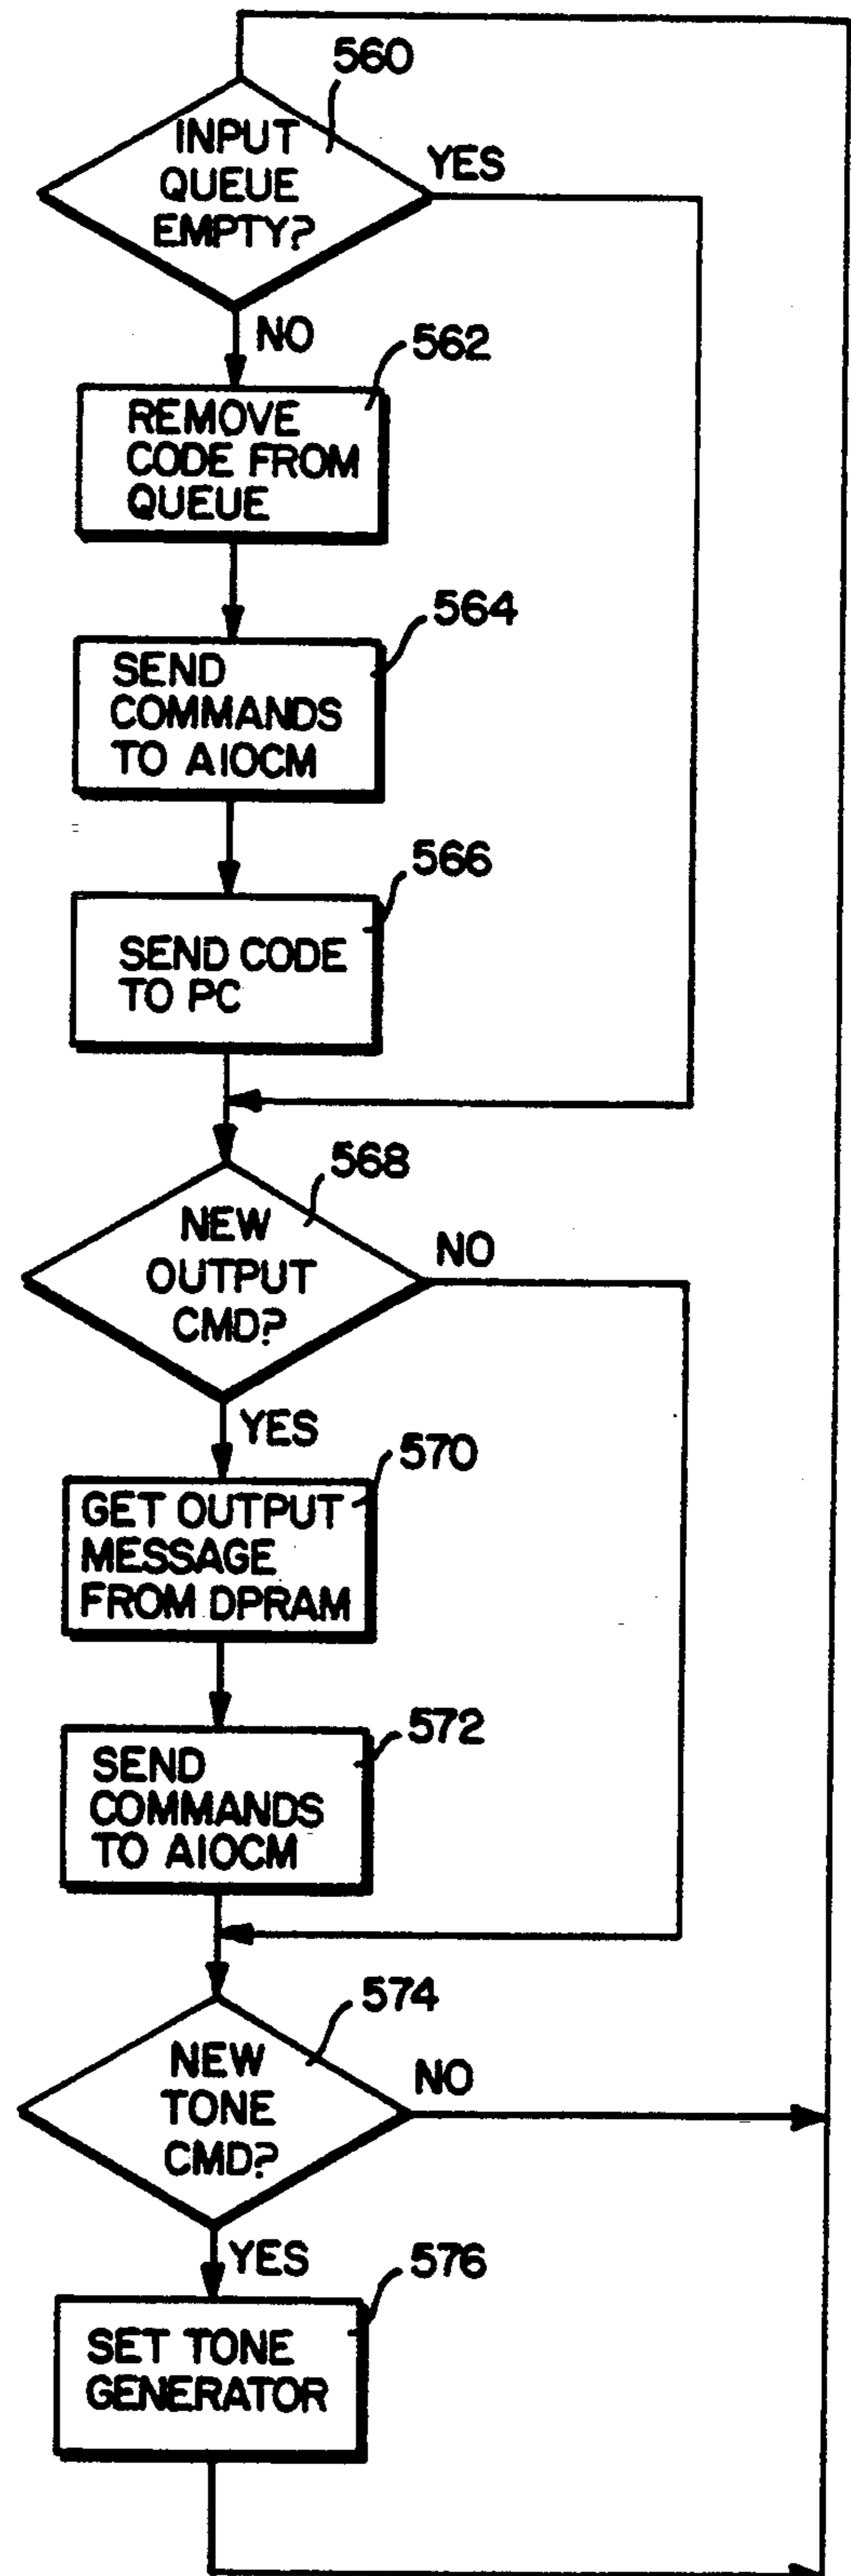 560
INPUT
QUEUE
EMPTY?
YES
NO
562
REMOVE
CODE FROM
QUEUE
564
SEND
COMMANDS
TO AIOCM
566
SEND CODE
TO PC
568
NEW
OUTPUT
CMD?
NO
YES
570
GET OUTPUT
MESSAGE
FROM DPRAM
572
SEND
COMMANDS
TO AIOCM
574
NEW
TONE
CMD?
NO
YES
576
SET TONE
GENERATOR